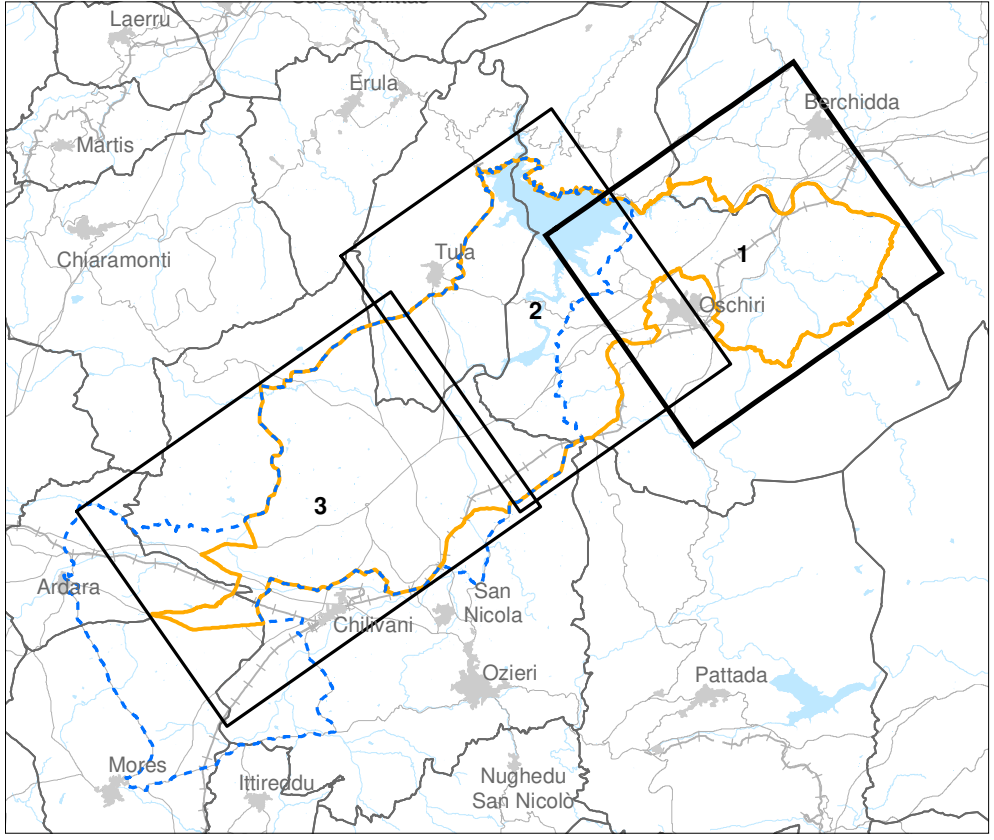 Laerru
Erula
Berchidda
Martis
Chiaramonti
Tula
1
2
Oschiri
3
Ardara
San
Nicola
Chilivani
Ozieri
Pattada
Mores
Ittireddu
Nughedu
San Nicolò